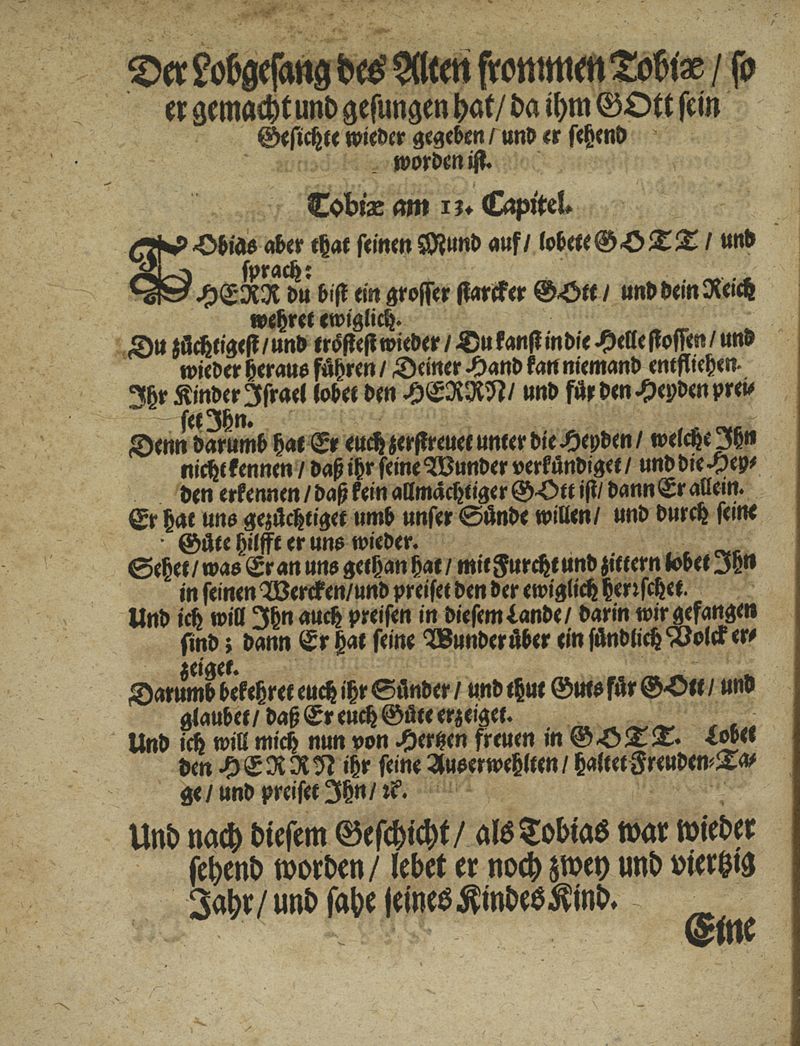 Der Lobgesang des Alten frommen Tobiæ / so
er gemacht und gesungen hat / da ihm GOtt sein
Gesichte wieder gegeben / und er sehend
worden ist.
Tobiæ am 13. Capitel.
TObias aber that seinen Mund auf / lobete GOTT / und
sprach:
HERR du bist ein grosser starcker GOtt / und dein Reich
wehret ewiglich.
Du züchtigest / und tröstest wieder / Du kanst in die Helle stossen / und
wieder heraus führen / Deiner Hand kan niemand entfliehen.
Ihr Kinder Israel lobet den HERRN / und für den Heyden prei-
set Ihn.
Denn darumb hat Er euch zerstreuet unter die Heyden / welche Ihn
nicht kennen / daß ihr seine Wunder verkündiget / und die Hey-
den erkennen / daß kein allmächtiger GOtt ist / dann Er allein.
Er hat uns gezüchtiget umb unser Sünde willen / und durch seine
Güte hilfft er uns wieder.
Sehet / was Er an uns gethan hat / mit Furcht und zittern lobet Ihn
in seinen Wercken / und preiset den der ewiglich herrschet.
Und ich will Ihn auch preisen in diesem Lande / darin wir gefangen
sind; dann Er hat seine Wunder über ein sündlich Volck er-
zeiget.
Darumb bekehret euch ihr Sünder / und thut Guts für GOtt / und
glaubet / daß Er euch Güte erzeiget.
Und ich will mich nun von Hertzen freuen in GOTT. Lobet
den HERRN ihr seine Auserwehlten / haltet Freuden-Ta-
ge / und preiset Ihn / ꝛc.
Und nach diesem Geschicht / als Tobias war wieder
sehend worden / lebet er noch zwey und viertzig
Jahr / und sahe seines Kindes Kind.
Eine